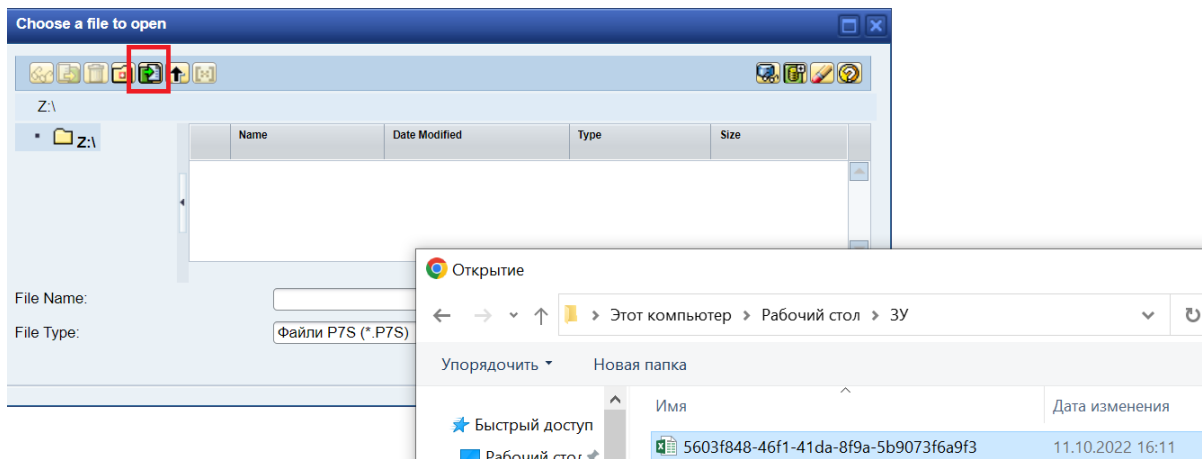 Choose a file to open
Z:\
Z:\
Name Date Modified Type Size
Открытие
File Name:
Этот компьютер Рабочий стол ЗУ
File Type:
Файли P7S (*.P7S)
Упорядочить Новая папка
Имя Дата изменения
Быстрый доступ
5603f848-46f1-41da-8f9a-5b9073f6a9f3 11.10.2022 16:11
Рабочий стол